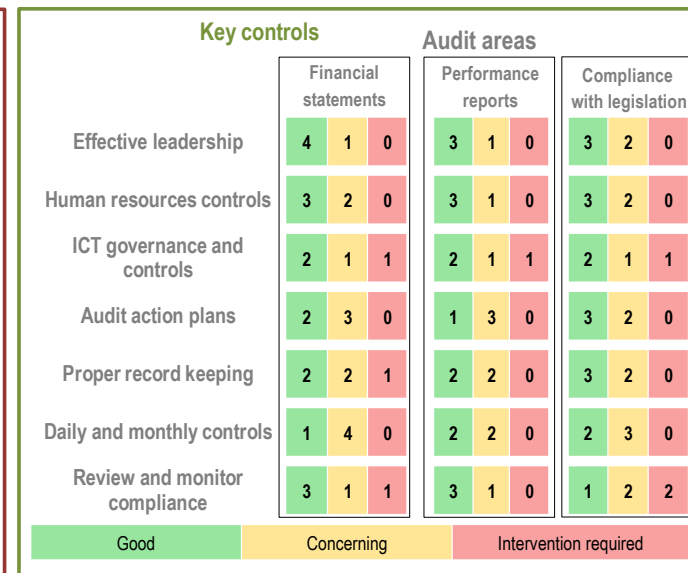 Key controls
Audit areas
Financial
statements
Performance
reports
Compliance
with legislation
Effective leadership 4 1 0 3 1 0 3 2 0
Human resources controls 3 2 0 3 1 0 3 2 0
ICT governance and
controls 2 1 1 2 1 1 2 1 1
Audit action plans 2 3 0 1 3 0 3 2 0
Proper record keeping 2 2 1 2 2 0 3 2 0
Daily and monthly controls 1 4 0 2 2 0 2 3 0
Review and monitor
compliance 3 1 1 3 1 0 1 2 2
Good Concerning Intervention required